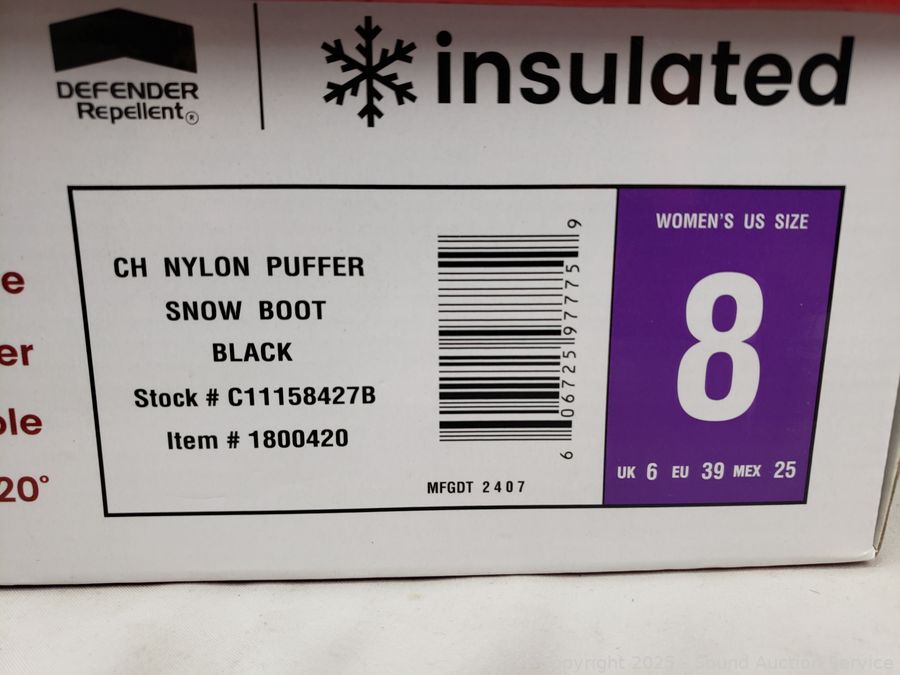 DEFENDER
Repellent®
insulated
CH NYLON PUFFER
SNOW BOOT
BLACK
Stock # C11158427B
Item # 1800420
6 06725 97775 9
MFGDT 2407
WOMEN'S US SIZE
8
UK 6 EU 39 MEX 25
e
er
ole
20°
Copyright 2025 - Sound Auction Service